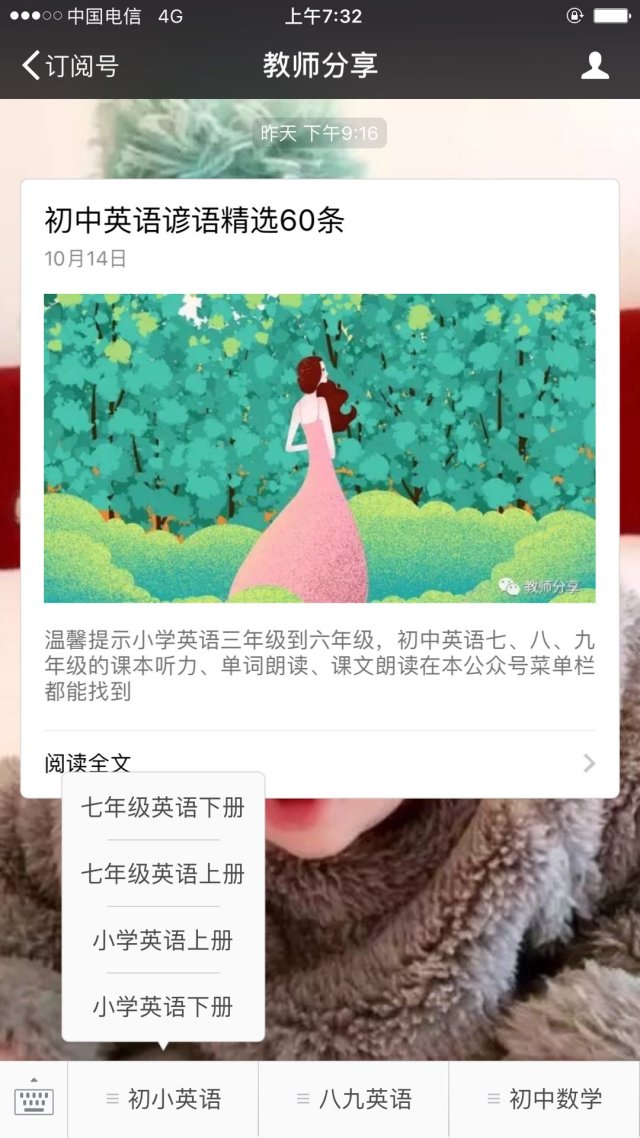 中国电信 4G 上午7:32
订阅号 教师分享
昨天 下午9:16
初中英语谚语精选60条
10月14日
教师分享
温馨提示小学英语三年级到六年级，初中英语七、八、九
年级的课本听力、单词朗读、课文朗读在本公众号菜单栏
都能找到
阅读全文
七年级英语下册
七年级英语上册
小学英语上册
小学英语下册
初小英语 八九英语 初中数学